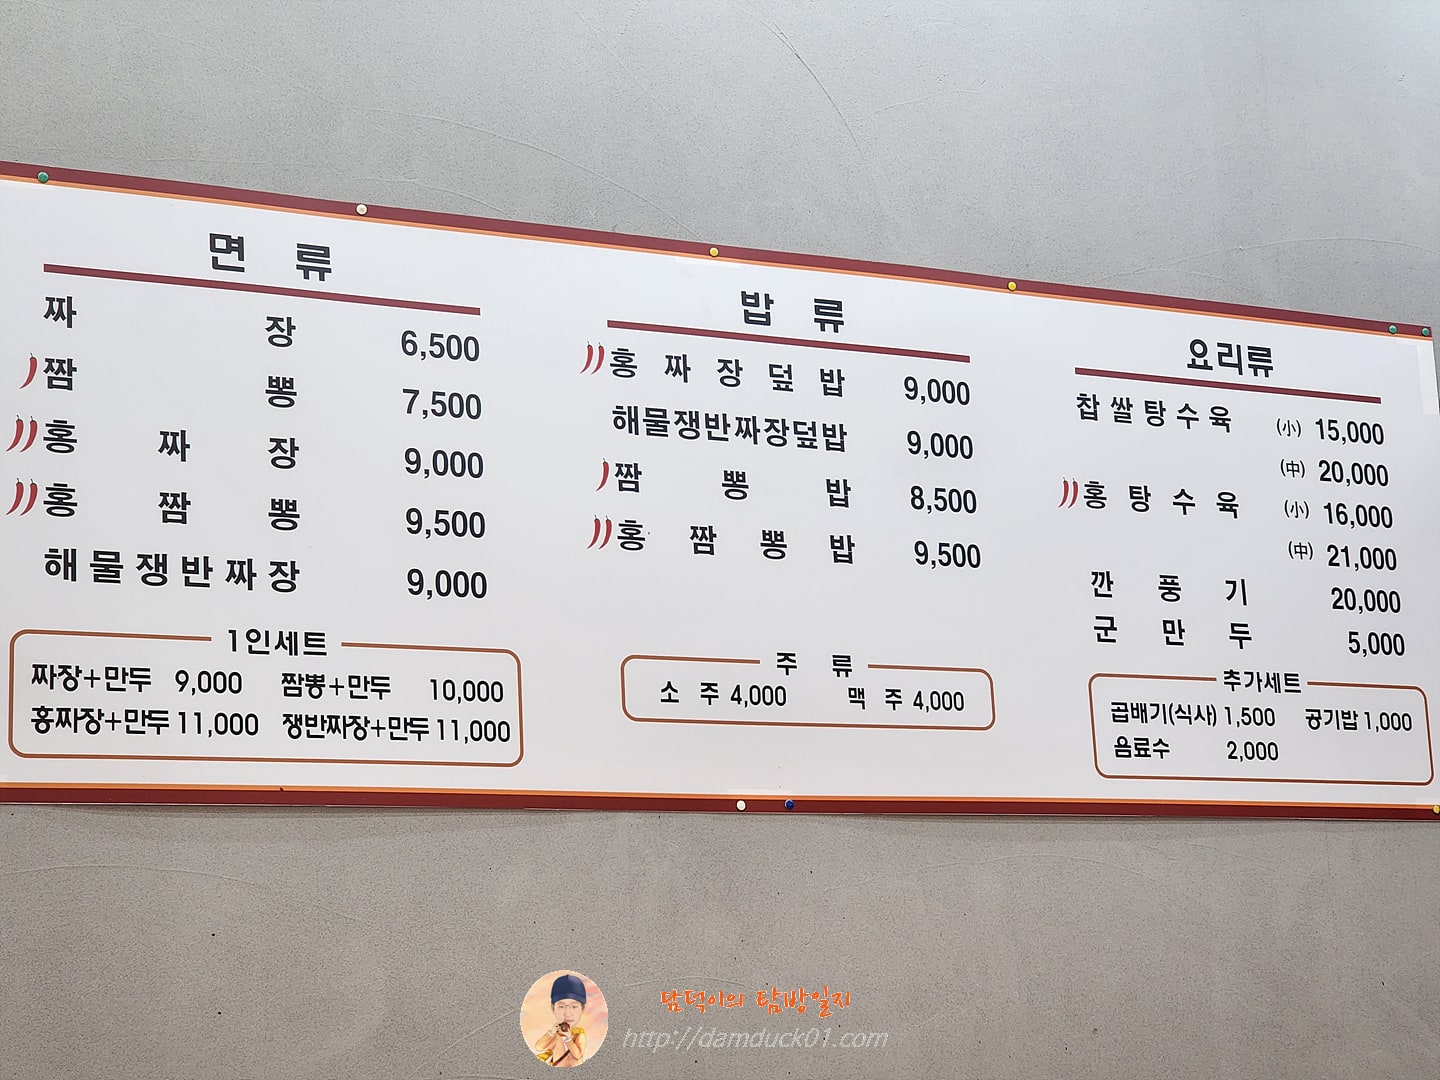 면 류
짜 장 6,500
짬 뽕 7,500
홍 짜 장 9,000
홍 짬 뽕 9,500
해물쟁반짜장 9,000
1인세트
짜장+만두 9,000 짬뽕+만두 10,000
홍짜장+만두 11,000 쟁반짜장+만두 11,000
밥 류
홍 짜 장 덮 밥 9,000
해물쟁반짜장덮밥 9,000
짬 뽕 밥 8,500
홍 짬 뽕 밥 9,500
주 류
소 주 4,000 맥 주 4,000
요리류
찹쌀탕수육 (小) 15,000
(中) 20,000
홍 탕 수 육 (小) 16,000
(中) 21,000
깐 풍 기 20,000
군 만 두 5,000
추가세트
곱배기(식사) 1,500 공기밥 1,000
음료수 2,000
담덕이의 탐방일지
http://damduck01.com